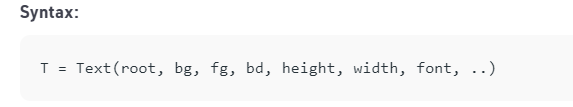 Syntax:
T = Text(root, bg, fg, bd, height, width, font, ..)